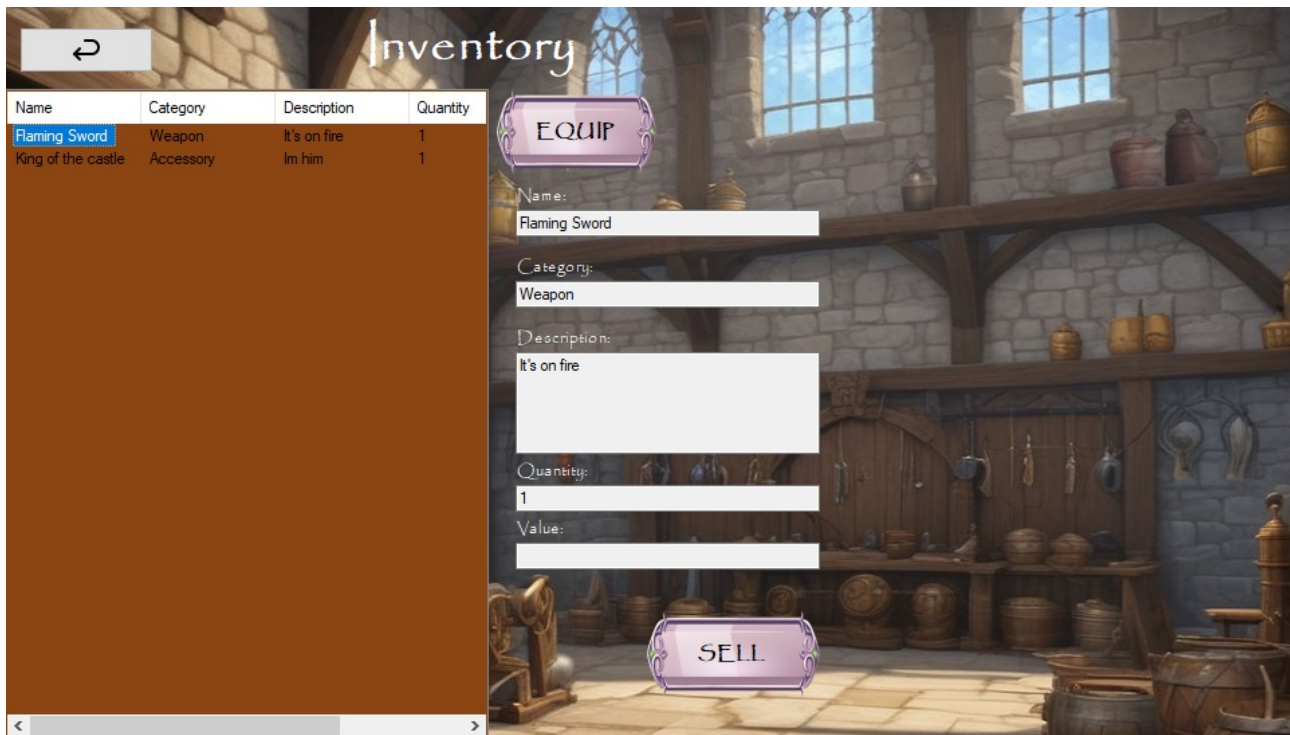 Inventory
Name Category Description Quantity
Flaming Sword Weapon It's on fire 1
King of the castle Accessory Im him 1
EQUIP
Name:
Flaming Sword
Category:
Weapon
Description:
It's on fire
Quantity:
1
Value:
SELL